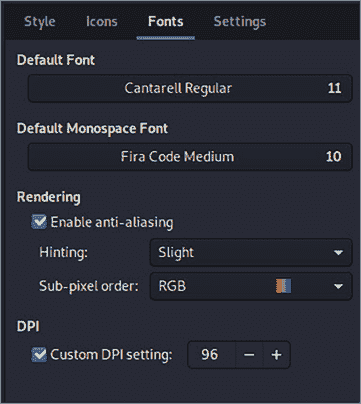 Style Icons Fonts Settings
Default Font
Cantarell Regular 11
Default Monospace Font
Fira Code Medium 10
Rendering
Enable anti-aliasing
Hinting: Slight
Sub-pixel order: RGB
DPI
Custom DPI setting: 96 − +